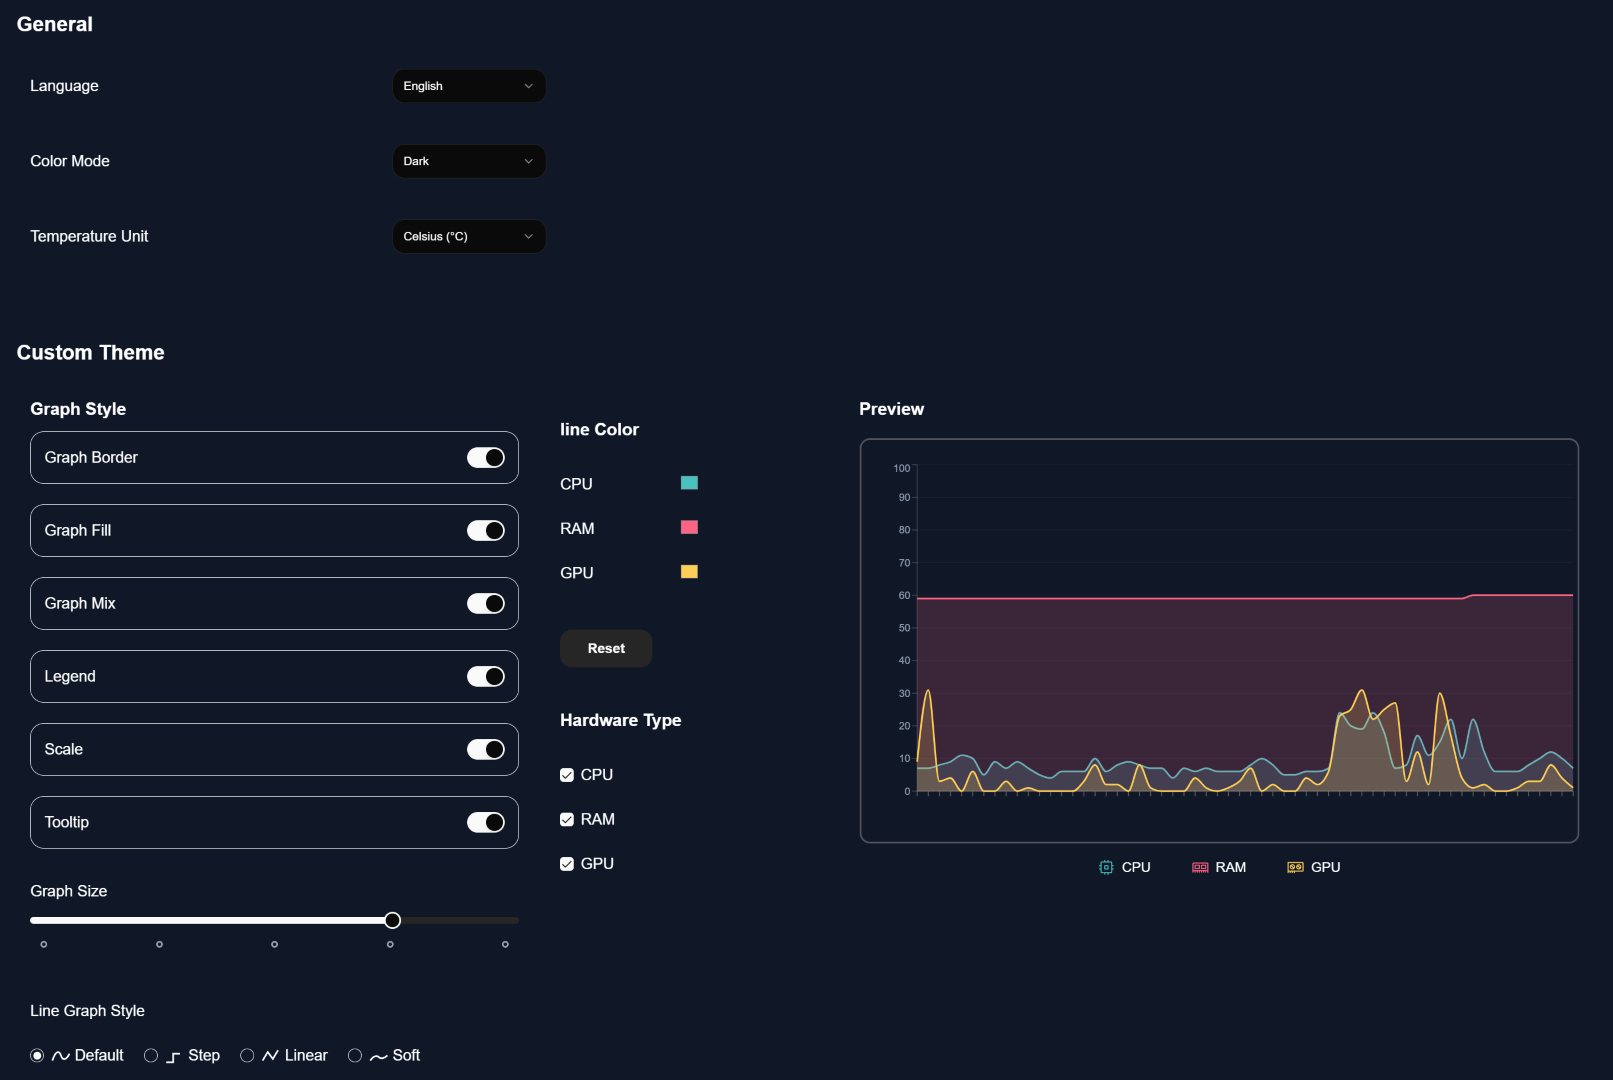 General
Language
English
Color Mode
Dark
Temperature Unit
Celsius (°C)
Custom Theme
Graph Style
Graph Border
Graph Fill
Graph Mix
Legend
Scale
Tooltip
Graph Size
Line Graph Style
Default
Step
Linear
Soft
line Color
CPU
RAM
GPU
Reset
Hardware Type
CPU
RAM
GPU
Preview
100
90
80
70
60
50
40
30
20
10
0
CPU
RAM
GPU